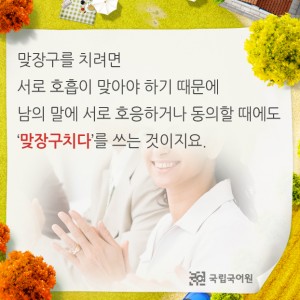 맞장구를 치려면
서로 호흡이 맞아야 하기 때문에
남의 말에 서로 호응하거나 동의할 때에도
'맞장구치다'를 쓰는 것이지요.
국립국어원